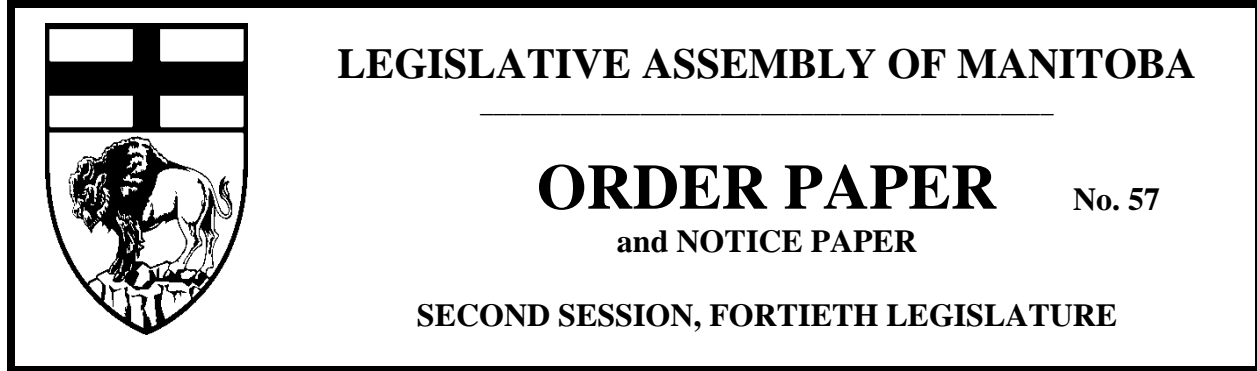 LEGISLATIVE ASSEMBLY OF MANITOBA
ORDER PAPER No. 57
and NOTICE PAPER
SECOND SESSION, FORTIETH LEGISLATURE